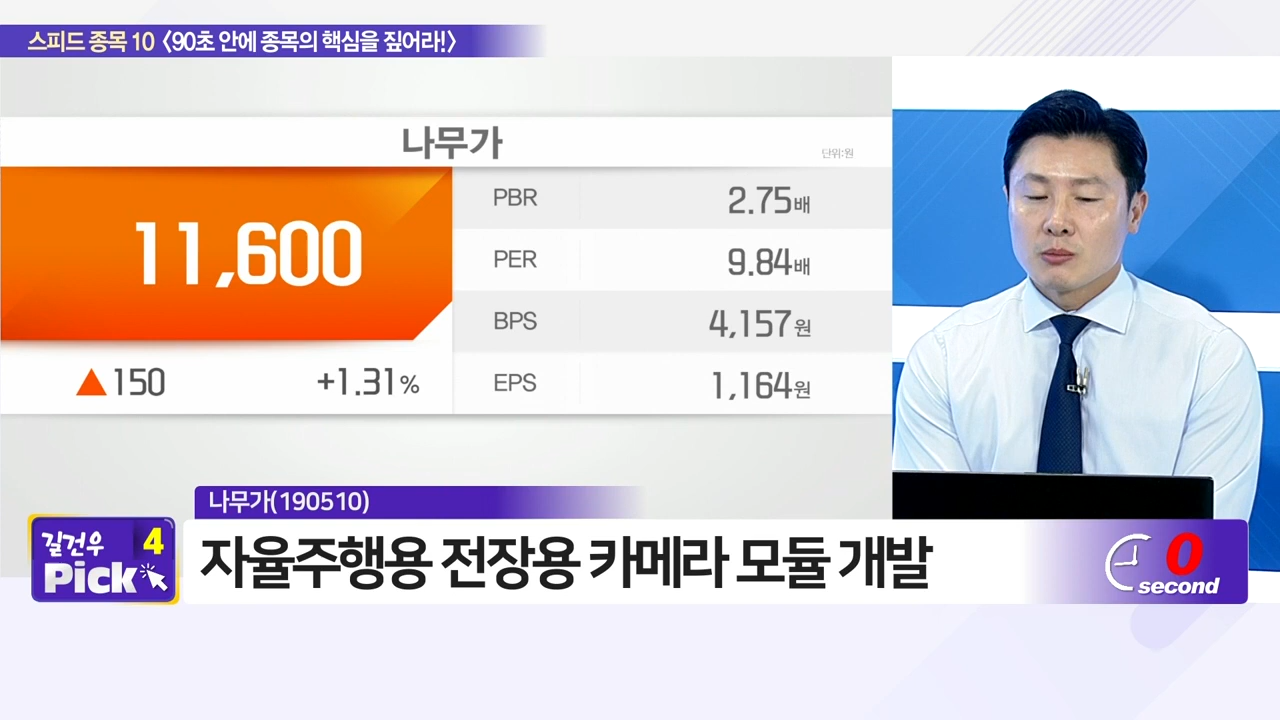 스피드 종목 10 <90초 안에 종목의 핵심을 짚어라!>
나무가
단위:원
11,600
▲150 +1.31%
PBR 2.75배
PER 9.84배
BPS 4,157원
EPS 1,164원
나무가(190510)
길건우 4
Pick
자율주행용 전장용 카메라 모듈 개발
0
second